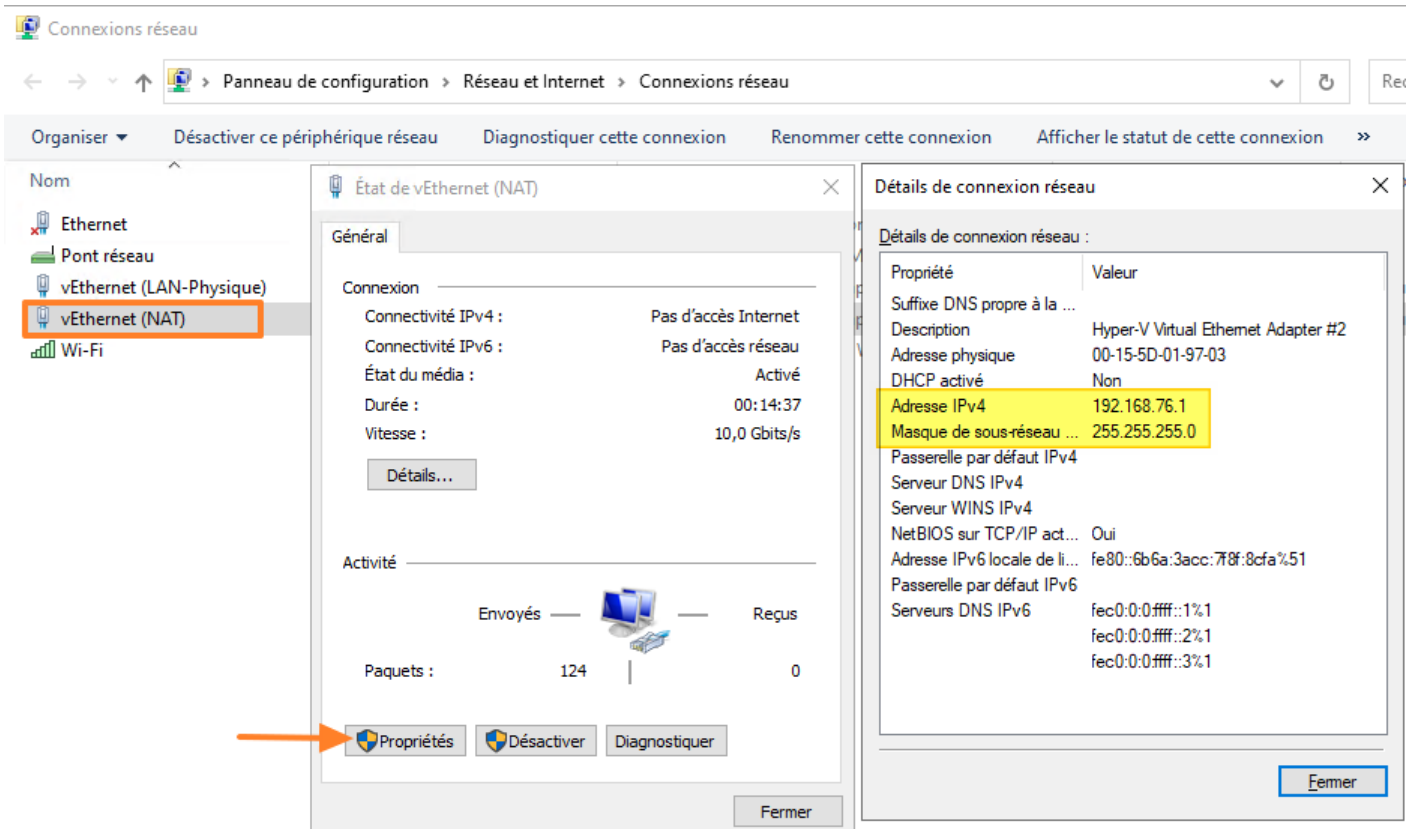 Connexions réseau
Panneau de configuration > Réseau et Internet > Connexions réseau
Organiser Désactiver ce périphérique réseau Diagnostiquer cette connexion Renommer cette connexion Afficher le statut de cette connexion »
Nom
Ethernet
Pont réseau
vEthernet (LAN-Physique)
vEthernet (NAT)
Wi-Fi
État de vEthernet (NAT)
Général
Connexion
Connectivité IPv4 : Pas d'accès Internet
Connectivité IPv6 : Pas d'accès réseau
État du média : Activé
Durée : 00:14:37
Vitesse : 10,0 Gbits/s
Détails...
Activité
Envoyés — — Reçus
Paquets : 124 0
Propriétés Désactiver Diagnostiquer
Fermer
Détails de connexion réseau
Détails de connexion réseau :
Propriété Valeur
Suffixe DNS propre à la ...
Description Hyper-V Virtual Ethernet Adapter #2
Adresse physique 00-15-5D-01-97-03
DHCP activé Non
Adresse IPv4 192.168.76.1
Masque de sous-réseau ... 255.255.255.0
Passerelle par défaut IPv4
Serveur DNS IPv4
Serveur WINS IPv4
NetBIOS sur TCP/IP act... Oui
Adresse IPv6 locale de li... fe80::6b6a:3acc:7f8f:8cfa%51
Passerelle par défaut IPv6
Serveurs DNS IPv6 fec0:0:0:ffff::1%1
fec0:0:0:ffff::2%1
fec0:0:0:ffff::3%1
Fermer